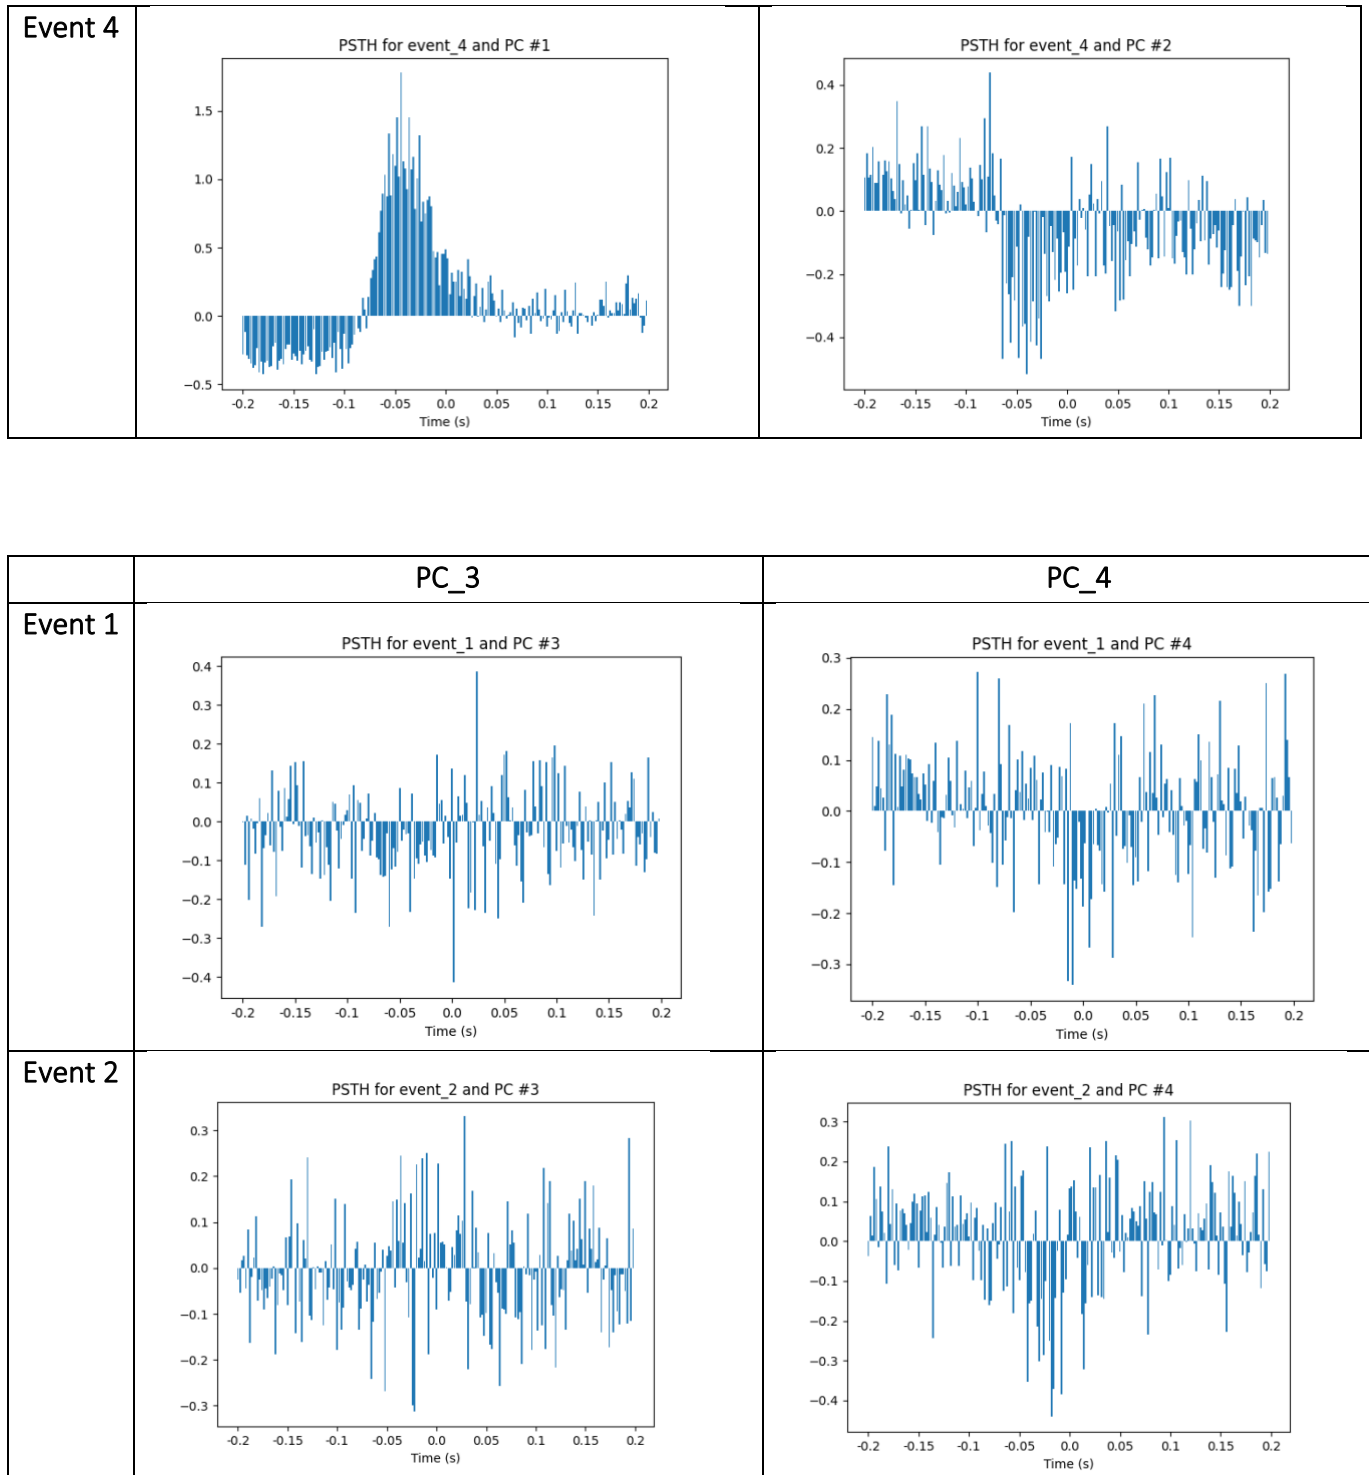 Event 4
PSTH for event_4 and PC #1
1.5
1.0
0.5
0.0
−0.5
-0.2 -0.15 -0.1 -0.05 0.0 0.05 0.1 0.15 0.2
Time (s)
PSTH for event_4 and PC #2
0.4
0.2
0.0
−0.2
−0.4
-0.2 -0.15 -0.1 -0.05 0.0 0.05 0.1 0.15 0.2
Time (s)
PC_3 PC_4
Event 1
PSTH for event_1 and PC #3
0.4
0.3
0.2
0.1
0.0
−0.1
−0.2
−0.3
−0.4
-0.2 -0.15 -0.1 -0.05 0.0 0.05 0.1 0.15 0.2
Time (s)
PSTH for event_1 and PC #4
0.3
0.2
0.1
0.0
−0.1
−0.2
−0.3
-0.2 -0.15 -0.1 -0.05 0.0 0.05 0.1 0.15 0.2
Time (s)
Event 2
PSTH for event_2 and PC #3
0.3
0.2
0.1
0.0
−0.1
−0.2
−0.3
-0.2 -0.15 -0.1 -0.05 0.0 0.05 0.1 0.15 0.2
Time (s)
PSTH for event_2 and PC #4
0.3
0.2
0.1
0.0
−0.1
−0.2
−0.3
−0.4
-0.2 -0.15 -0.1 -0.05 0.0 0.05 0.1 0.15 0.2
Time (s)